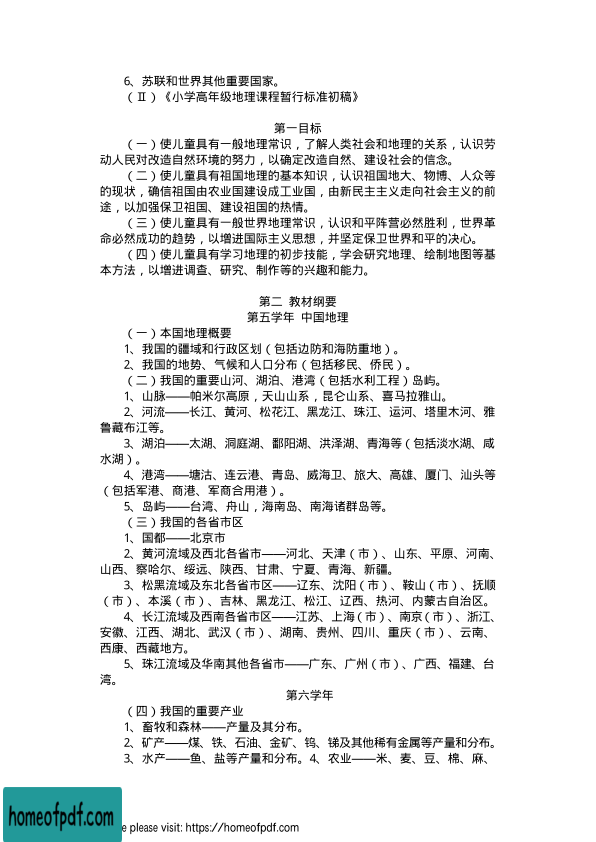 6、苏联和世界其他重要国家。
（Ⅱ）《小学高年级地理课程暂行标准初稿》
第一目标
（一）使儿童具有一般地理常识，了解人类社会和地理的关系，认识劳
动人民对改造自然环境的努力，以确定改造自然、建设社会的信念。
（二）使儿童具有祖国地理的基本知识，认识祖国地大、物博、人众等
的现状，确信祖国由农业国建设成工业国，由新民主主义走向社会主义的前
途，以加强保卫祖国、建设祖国的热情。
（三）使儿童具有一般世界地理常识，认识和平阵营必然胜利，世界革
命必然成功的趋势，以增进国际主义思想，并坚定保卫世界和平的决心。
（四）使儿童具有学习地理的初步技能，学会研究地理、绘制地图等基
本方法，以增进调查、研究、制作等的兴趣和能力。
第二 教材纲要
第五学年 中国地理
（一）本国地理概要
1、我国的疆域和行政区划（包括边防和海防重地）。
2、我国的地势、气候和人口分布（包括移民、侨民）。
（二）我国的重要山河、湖泊、港湾（包括水利工程）岛屿。
1、山脉——帕米尔高原，天山山系，昆仑山系、喜马拉雅山。
2、河流——长江、黄河、松花江、黑龙江、珠江、运河、塔里木河、雅
鲁藏布江等。
3、湖泊——太湖、洞庭湖、鄱阳湖、洪泽湖、青海等（包括淡水湖、咸
水湖）。
4、港湾——塘沽、连云港、青岛、威海卫、旅大、高雄、厦门、汕头等
（包括军港、商港、军商合用港）。
5、岛屿——台湾、舟山，海南岛、南海诸群岛等。
（三）我国的各省市区
1、国都——北京市
2、黄河流域及西北各省市——河北、天津（市）、山东、平原、河南、
山西、察哈尔、绥远、陕西、甘肃、宁夏、青海、新疆。
3、松黑流域及东北各省市区——辽东、沈阳（市）、鞍山（市）、抚顺
（市）、本溪（市）、吉林、黑龙江、松江、辽西、热河、内蒙古自治区。
4、长江流域及西南各省市区——江苏、上海（市）、南京（市）、浙江、
安徽、江西、湖北、武汉（市）、湖南、贵州、四川、重庆（市）、云南、
西康、西藏地方。
5、珠江流域及华南其他各省市——广东、广州（市）、广西、福建、台
湾。
第六学年
（四）我国的重要产业
1、畜牧和森林——产量及其分布。
2、矿产——煤、铁、石油、金矿、钨、锑及其他稀有金属等产量和分布。
3、水产——鱼、盐等产量和分布。4、农业——米、麦、豆、棉、麻、
homeofpdf.com
e please visit: https://homeofpdf.com